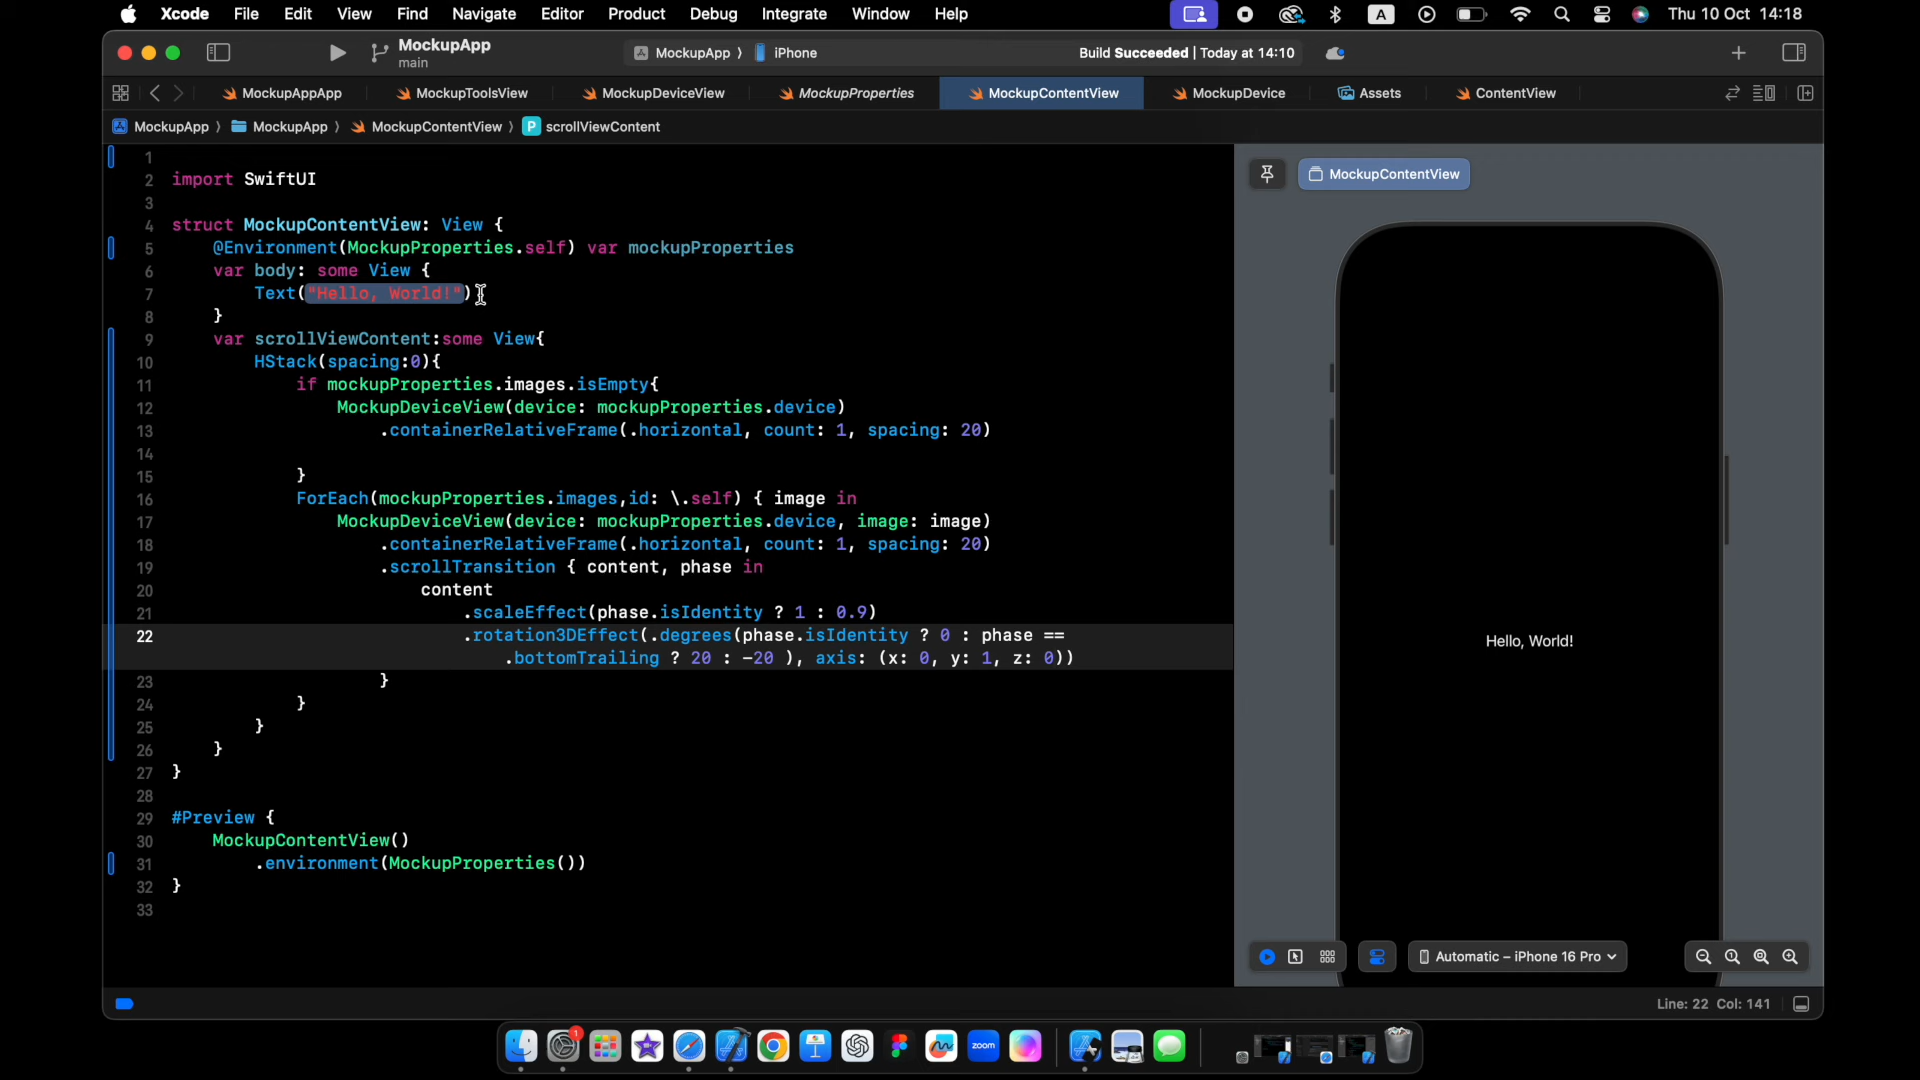 Xcode File Edit View Find Navigate Editor Product Debug Integrate Window Help A Thu 10 Oct 14:18
MockupApp
main
MockupApp 〉 iPhone
Build Succeeded | Today at 14:10
MockupAppApp MockupToolsView MockupDeviceView MockupProperties MockupContentView MockupDevice Assets ContentView
MockupApp 〉 MockupApp 〉 MockupContentView 〉 P scrollViewContent
1
2 import SwiftUI
3
4 struct MockupContentView: View {
5 @Environment(MockupProperties.self) var mockupProperties
6 var body: some View {
7 Text("Hello, World!")
8 }
9 var scrollViewContent:some View{
10 HStack(spacing:0){
11 if mockupProperties.images.isEmpty{
12 MockupDeviceView(device: mockupProperties.device)
13 .containerRelativeFrame(.horizontal, count: 1, spacing: 20)
14
15 }
16 ForEach(mockupProperties.images,id: \.self) { image in
17 MockupDeviceView(device: mockupProperties.device, image: image)
18 .containerRelativeFrame(.horizontal, count: 1, spacing: 20)
19 .scrollTransition { content, phase in
20 content
21 .scaleEffect(phase.isIdentity ? 1 : 0.9)
22 .rotation3DEffect(.degrees(phase.isIdentity ? 0 : phase ==
.bottomTrailing ? 20 : -20 ), axis: (x: 0, y: 1, z: 0))
23 }
24 }
25 }
26 }
27 }
28
29 #Preview {
30 MockupContentView()
31 .environment(MockupProperties())
32 }
33
MockupContentView
Hello, World!
Automatic – iPhone 16 Pro
Line: 22 Col: 141
1
zoom